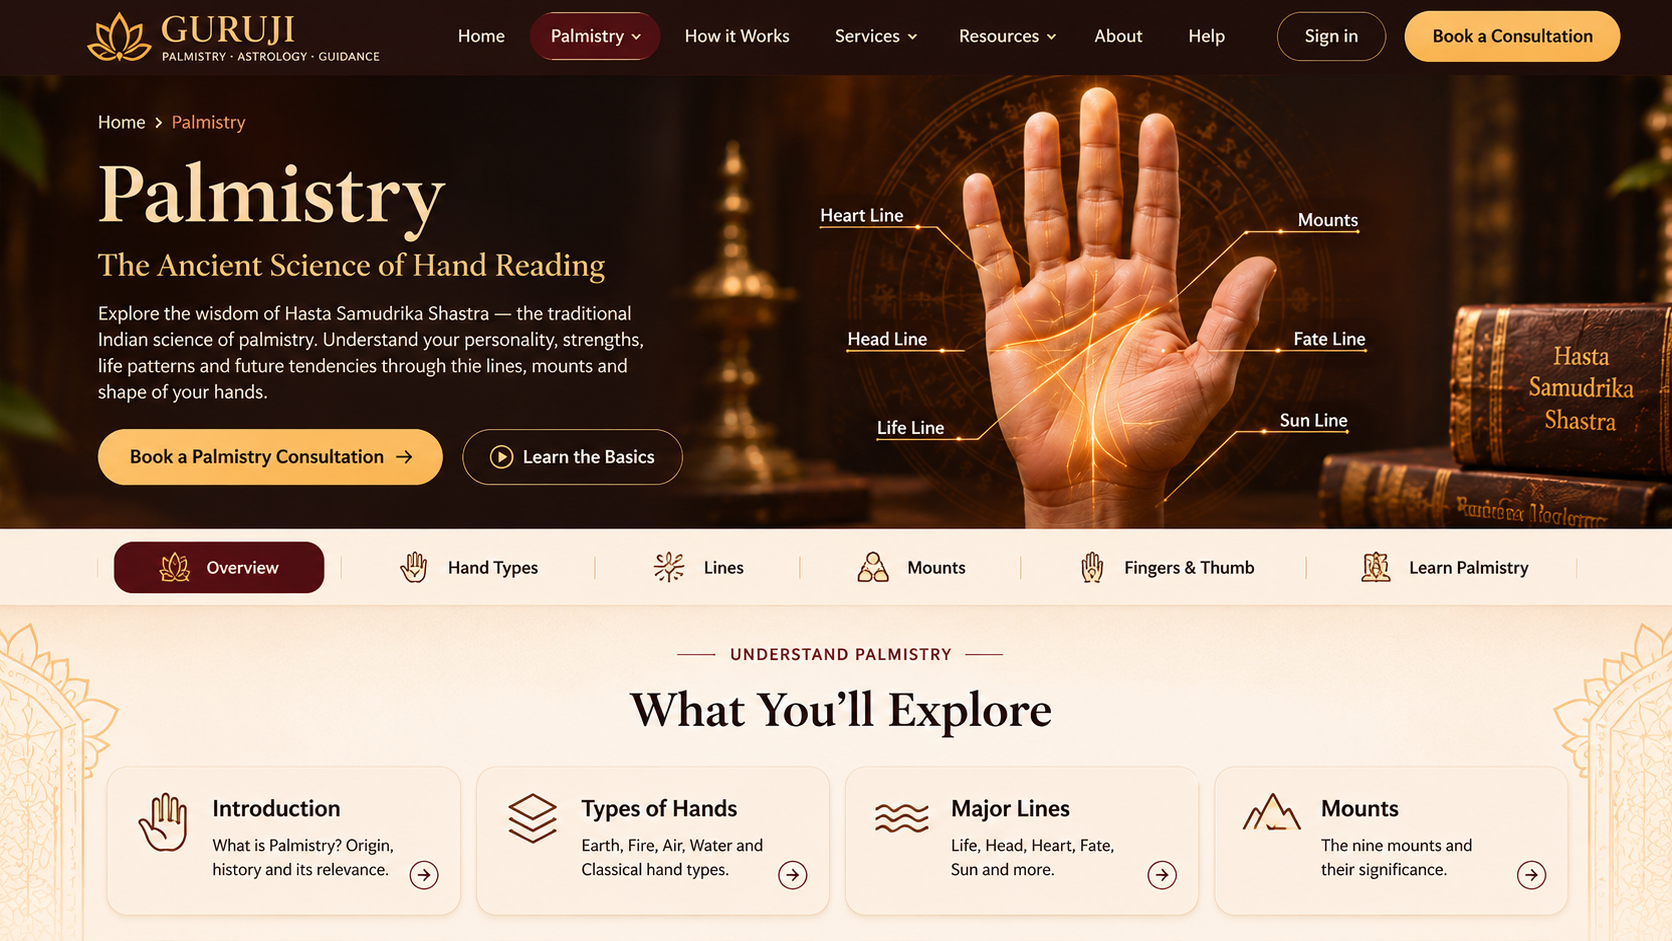 GURUJI
PALMISTRY · ASTROLOGY · GUIDANCE
Home
Palmistry
How it Works
Services
Resources
About
Help
Sign in
Book a Consultation
Home > Palmistry
Palmistry
The Ancient Science of Hand Reading
Explore the wisdom of Hasta Samudrika Shastra — the traditional
Indian science of palmistry. Understand your personality, strengths,
life patterns and future tendencies through thie lines, mounts and
shape of your hands.
Book a Palmistry Consultation →
Learn the Basics
Heart Line
Head Line
Life Line
Mounts
Fate Line
Sun Line
Hasta
Samudrika
Shastra
Overview
Hand Types
Lines
Mounts
Fingers & Thumb
Learn Palmistry
UNDERSTAND PALMISTRY
What You’ll Explore
Introduction
What is Palmistry? Origin,
history and its relevance.
Types of Hands
Earth, Fire, Air, Water and
Classical hand types.
Major Lines
Life, Head, Heart, Fate,
Sun and more.
Mounts
The nine mounts and
their significance.